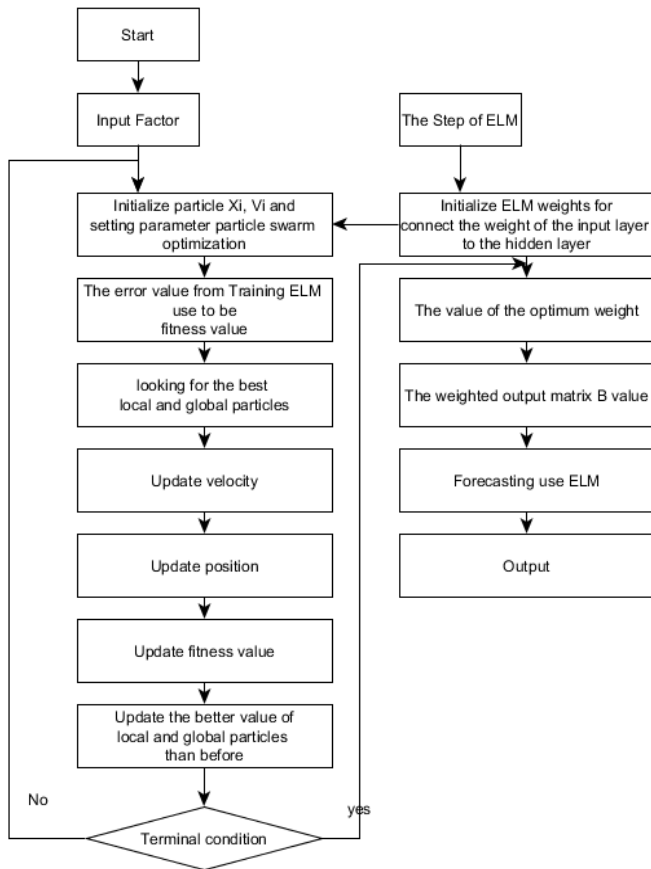 Start
Input Factor
Initialize particle Xi, Vi and
setting parameter particle swarm
optimization
The error value from Training ELM
use to be
fitness value
looking for the best
local and global particles
Update velocity
Update position
Update fitness value
Update the better value of
local and global particles
than before
No
Terminal condition
yes
The Step of ELM
Initialize ELM weights for
connect the weight of the input layer
to the hidden layer
The value of the optimum weight
The weighted output matrix B value
Forecasting use ELM
Output